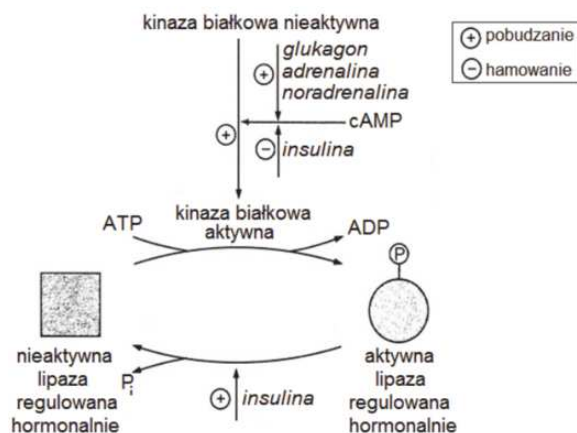 kinaza białkowa nieaktywna
+ pobudzanie
− hamowanie
glukagon
adrenalina
noradrenalina
+
+
cAMP
− insulina
kinaza białkowa
aktywna
ATP
ADP
P
nieaktywna
lipaza
regulowana
hormonalnie
Pi
+ insulina
aktywna
lipaza
regulowana
hormonalnie